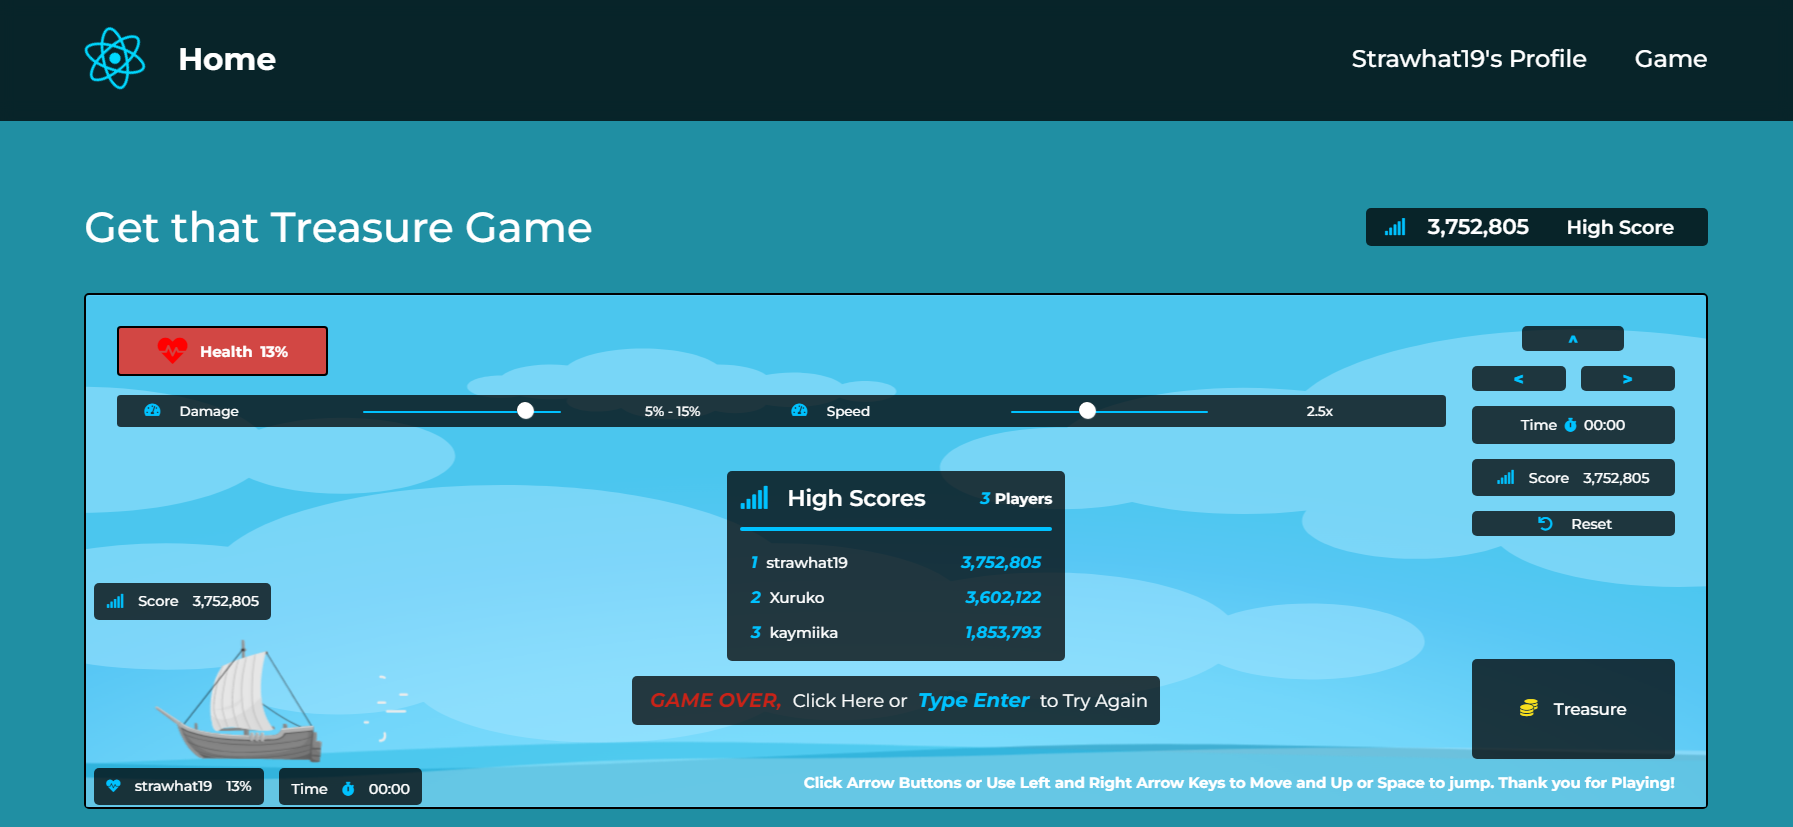 Home
Strawhat19's Profile
Game
Get that Treasure Game
3,752,805 High Score
Health 13%
^
< >
Damage 5% - 15% Speed 2.5x
Time 00:00
Score 3,752,805
Reset
High Scores 3 Players
1 strawhat19 3,752,805
2 Xuruko 3,602,122
3 kaymiika 1,853,793
Score 3,752,805
GAME OVER, Click Here or Type Enter to Try Again
Treasure
strawhat19 13% Time 00:00
Click Arrow Buttons or Use Left and Right Arrow Keys to Move and Up or Space to jump. Thank you for Playing!